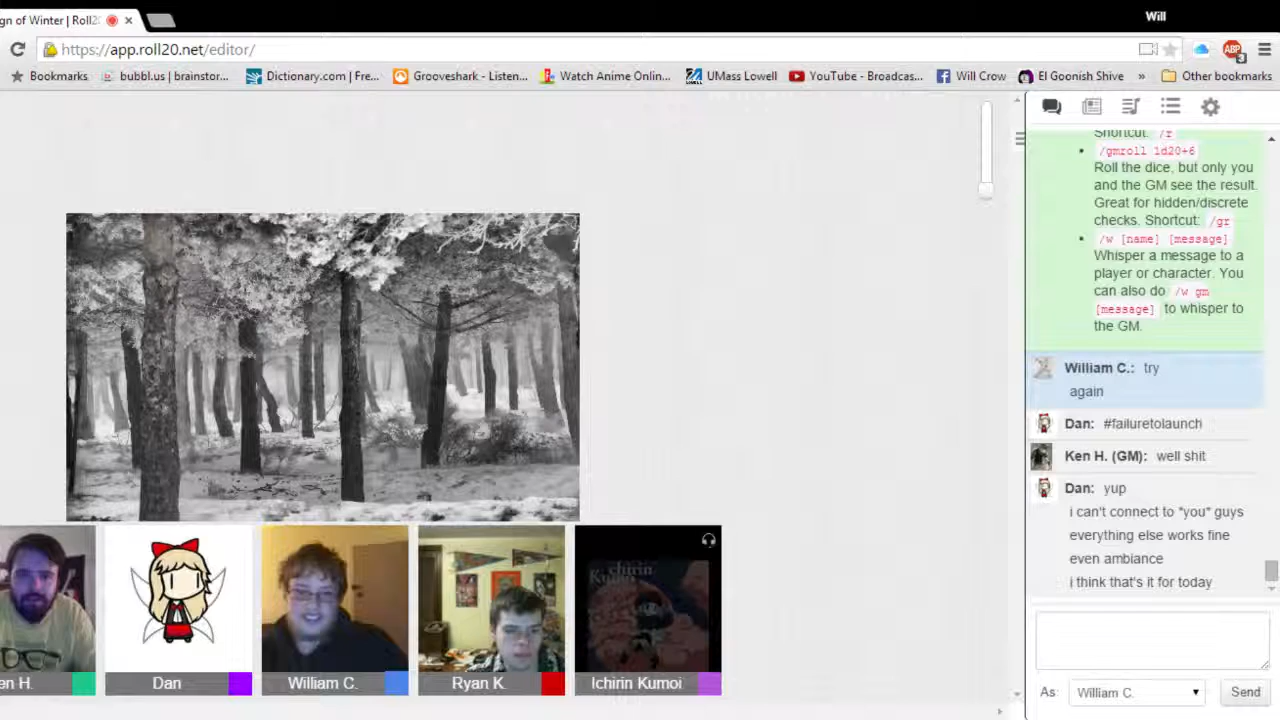 Will
gn of Winter | Roll2
https://app.roll20.net/editor/
Bookmarks
bubbl.us | brainstor...
Dictionary.com | Fre...
Grooveshark - Listen...
Watch Anime Onlin...
UMass Lowell
YouTube - Broadcas...
Will Crow
El Goonish Shive
»
Other bookmarks
ABP
3
Shortcut: /r
/gmroll 1d20+6
Roll the dice, but only you
and the GM see the result.
Great for hidden/discrete
checks. Shortcut: /gr
/w [name] [message]
Whisper a message to a
player or character. You
can also do /w gm
[message] to whisper to
the GM.
William C.: try
again
Dan: #failuretolaunch
Ken H. (GM): well shit
Dan: yup
i can't connect to "you" guys
everything else works fine
even ambiance
i think that's it for today
As: William C. Send
chirin
Kumo
en H.
Dan
William C.
Ryan K.
Ichirin Kumoi